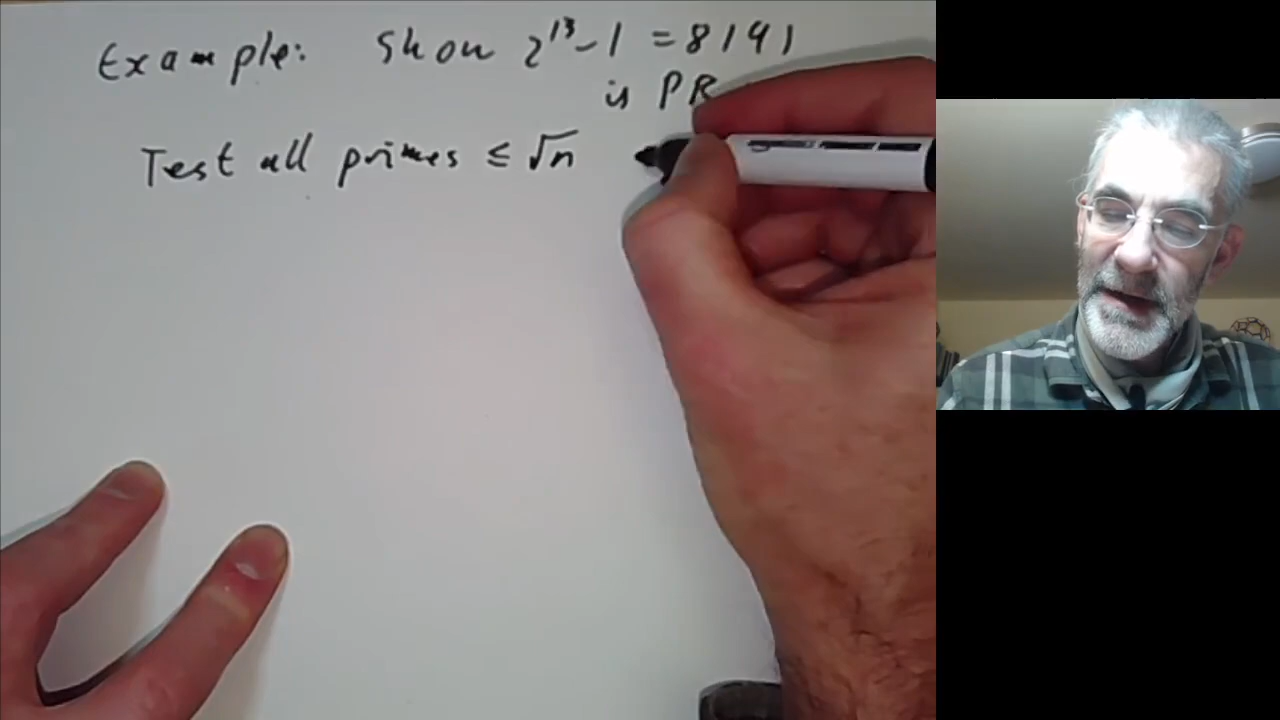 Example: Show 2^13 - 1 = 8191
is PR
Test all primes ≤ √n